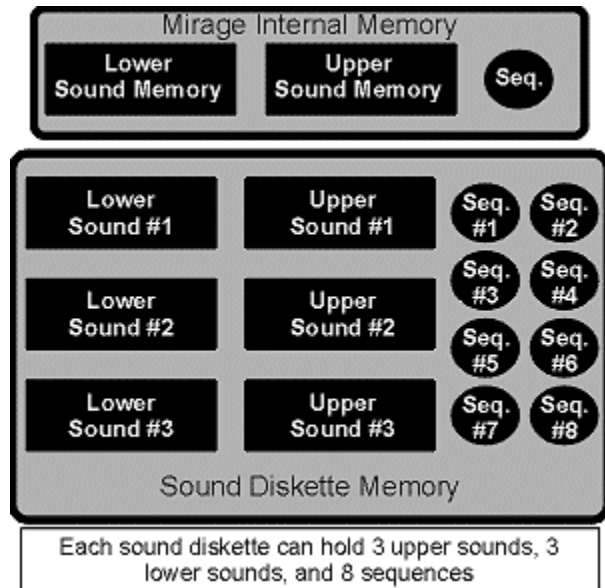 Mirage Internal Memory
Lower
Sound Memory
Upper
Sound Memory
Seq.
Lower
Sound #1
Upper
Sound #1
Seq.
#1
Seq.
#2
Seq.
#3
Seq.
#4
Lower
Sound #2
Upper
Sound #2
Seq.
#5
Seq.
#6
Lower
Sound #3
Upper
Sound #3
Seq.
#7
Seq.
#8
Sound Diskette Memory
Each sound diskette can hold 3 upper sounds, 3
lower sounds, and 8 sequences